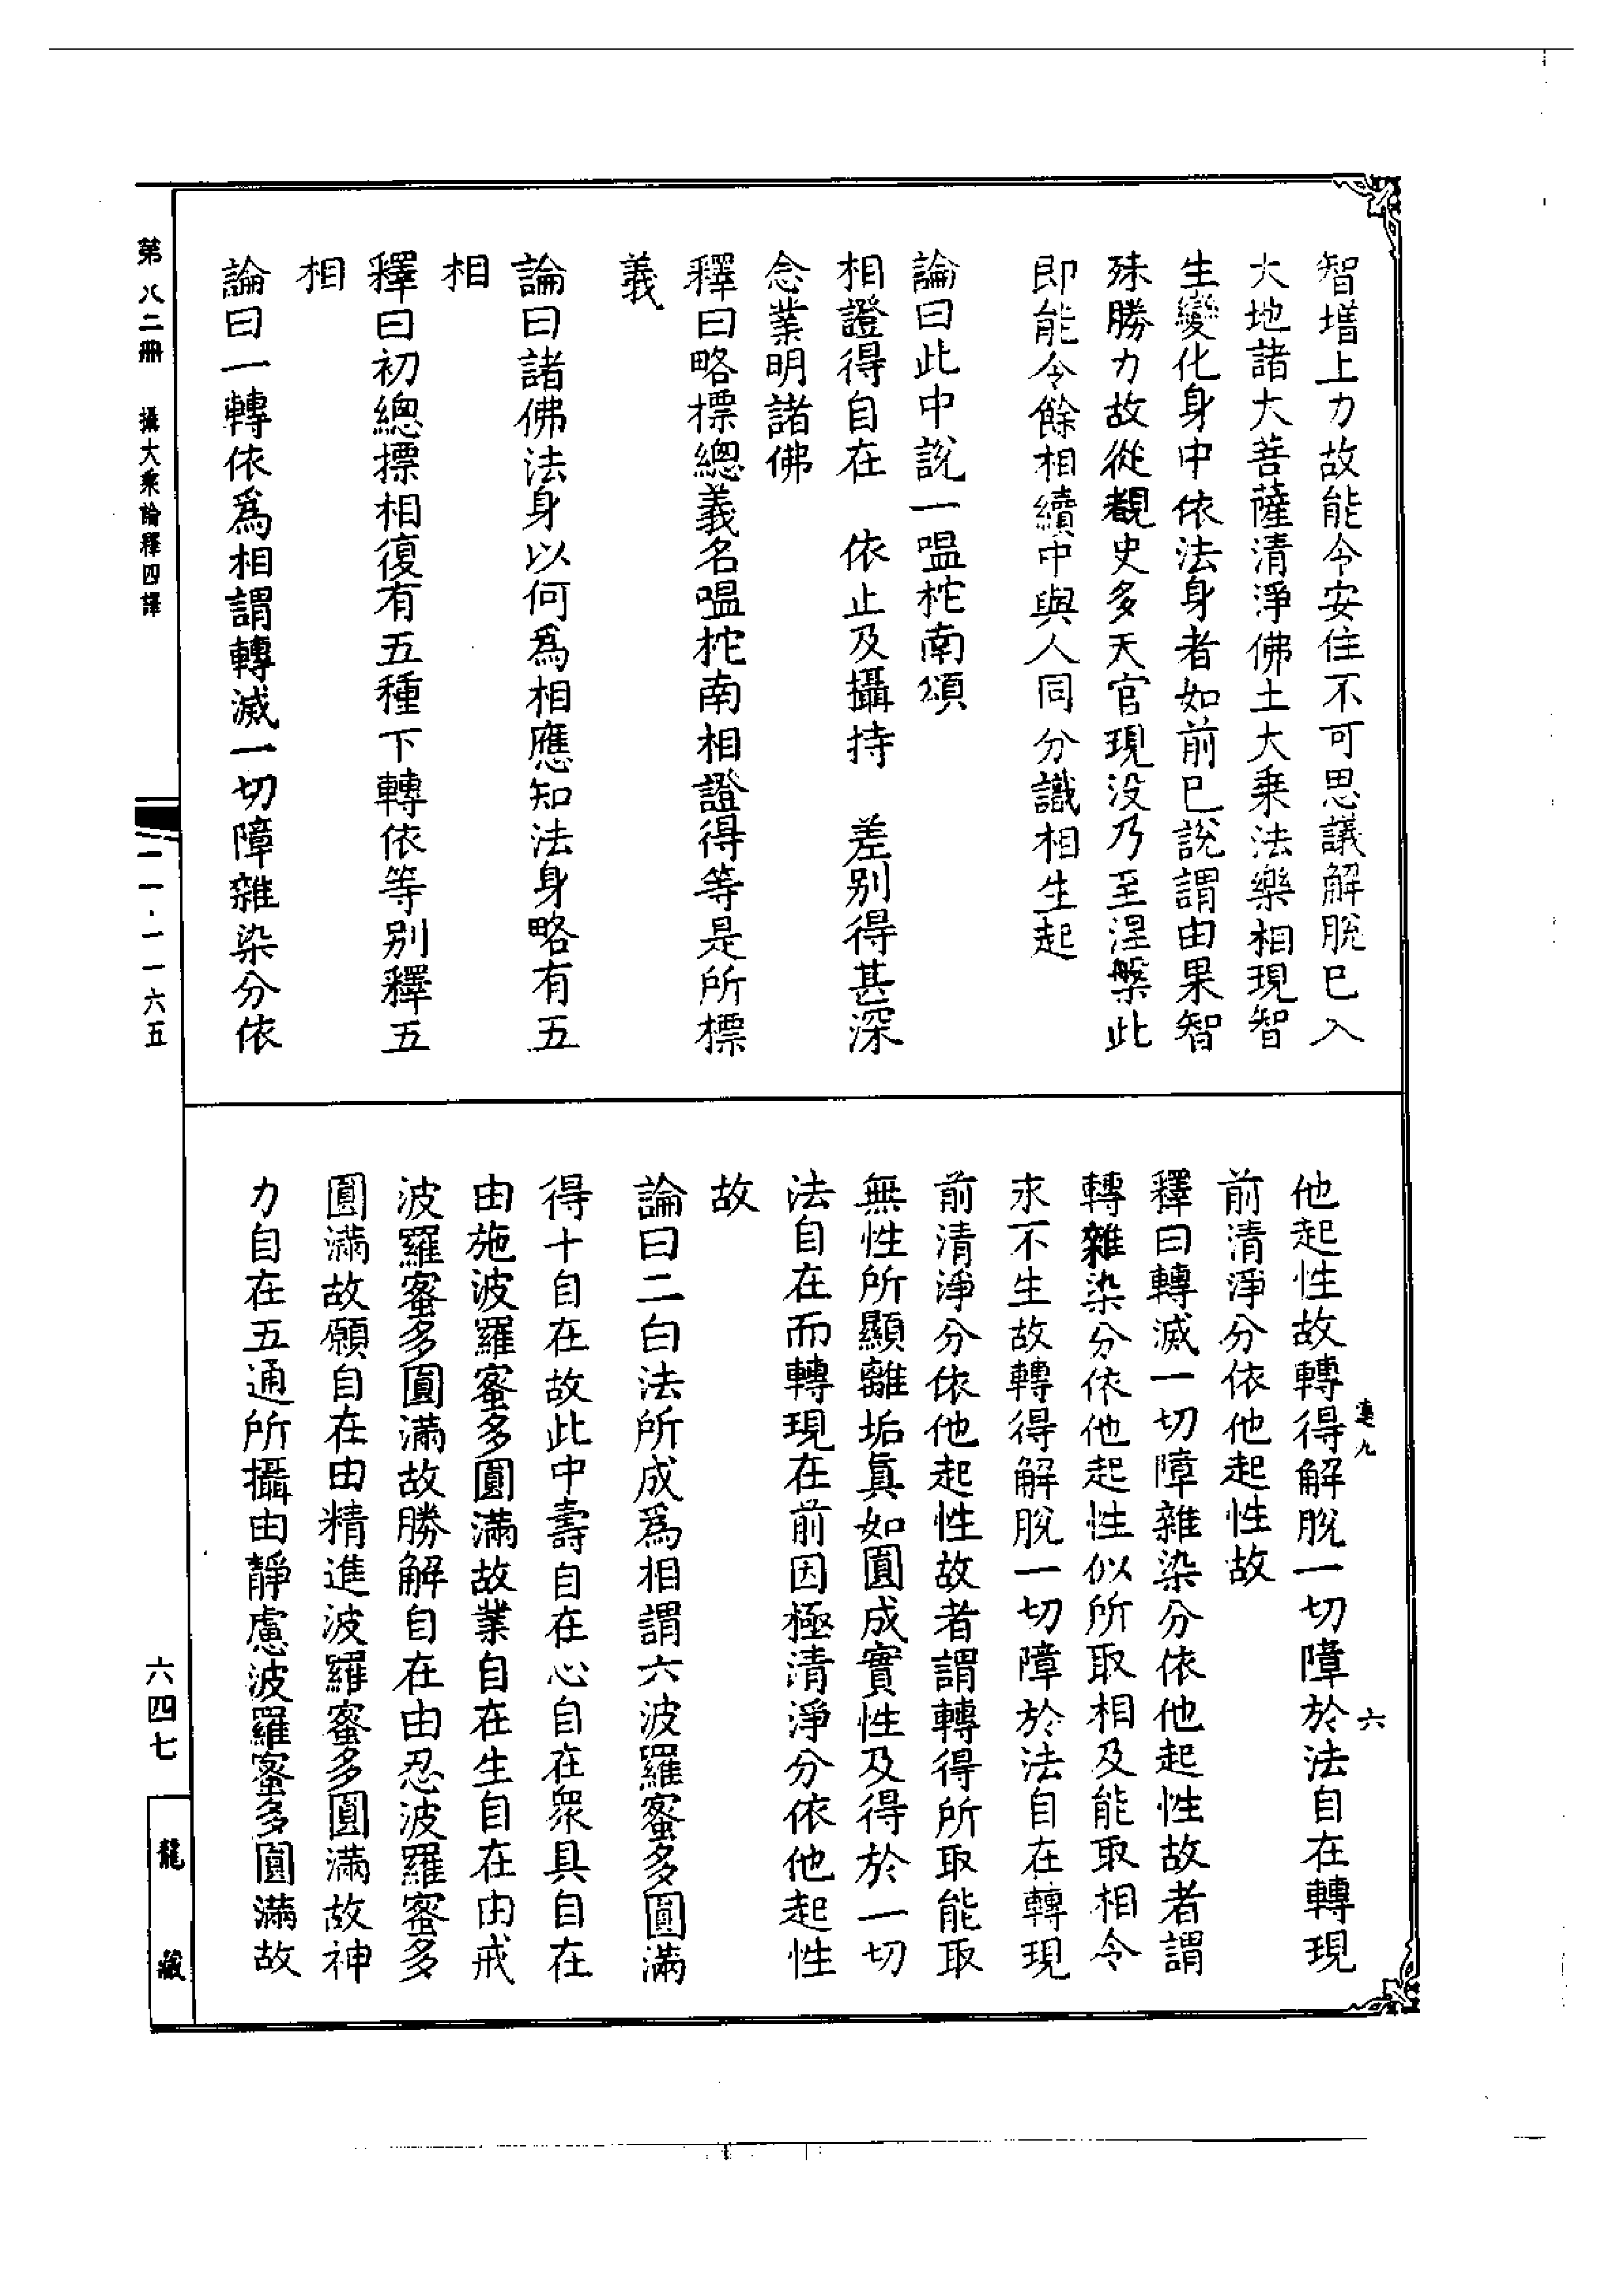 智增上力故能令安住不可思議解脫巳入
大地諸大菩薩清淨佛土大乘法樂相現智
生變化身中依法身者如前巳說謂由果智
殊勝力故從覩史多天宮現没乃至涅槃此
即能令餘相續中與人同分識相生起
論曰此中說一嗢柁南頌
相證得自在　依止及攝持　差别得甚深
念業明諸佛
釋曰略標總義名嗢柁南相證得等是所標
義
論曰諸佛法身以何爲相應知法身略有五
相
釋曰初總摽相復有五種下轉依等别釋五
相
論曰一轉依爲相謂轉滅一切障雜染分依
第八二册　攝大乘論釋四譯
一一一·一一六五
他起性故轉得解脫一切障於法自在轉現
前清淨分依他起性故
釋曰轉滅一切障雜染分依他起性故者謂
轉雜染分依他起性似所取相及能取相令
永不生故轉得解脫一切障於法自在轉現
前清淨分依他起性故者謂轉得所取能取
無性所顯離垢眞如圓成實性及得於一切
法自在而轉現在前因極清淨分依他起性
故
論曰二白法所成爲相謂六波羅蜜多圓滿
得十自在故此中壽自在心自在衆具自在
由施波羅蜜多圓滿故業自在生自在由戒
波羅蜜多圓滿故勝解自在由忍波羅蜜多
圓滿故願自在由精進波羅蜜多圓滿故神
力自在五通所攝由靜慮波羅蜜多圓滿故
九　六
六四七
龍藏